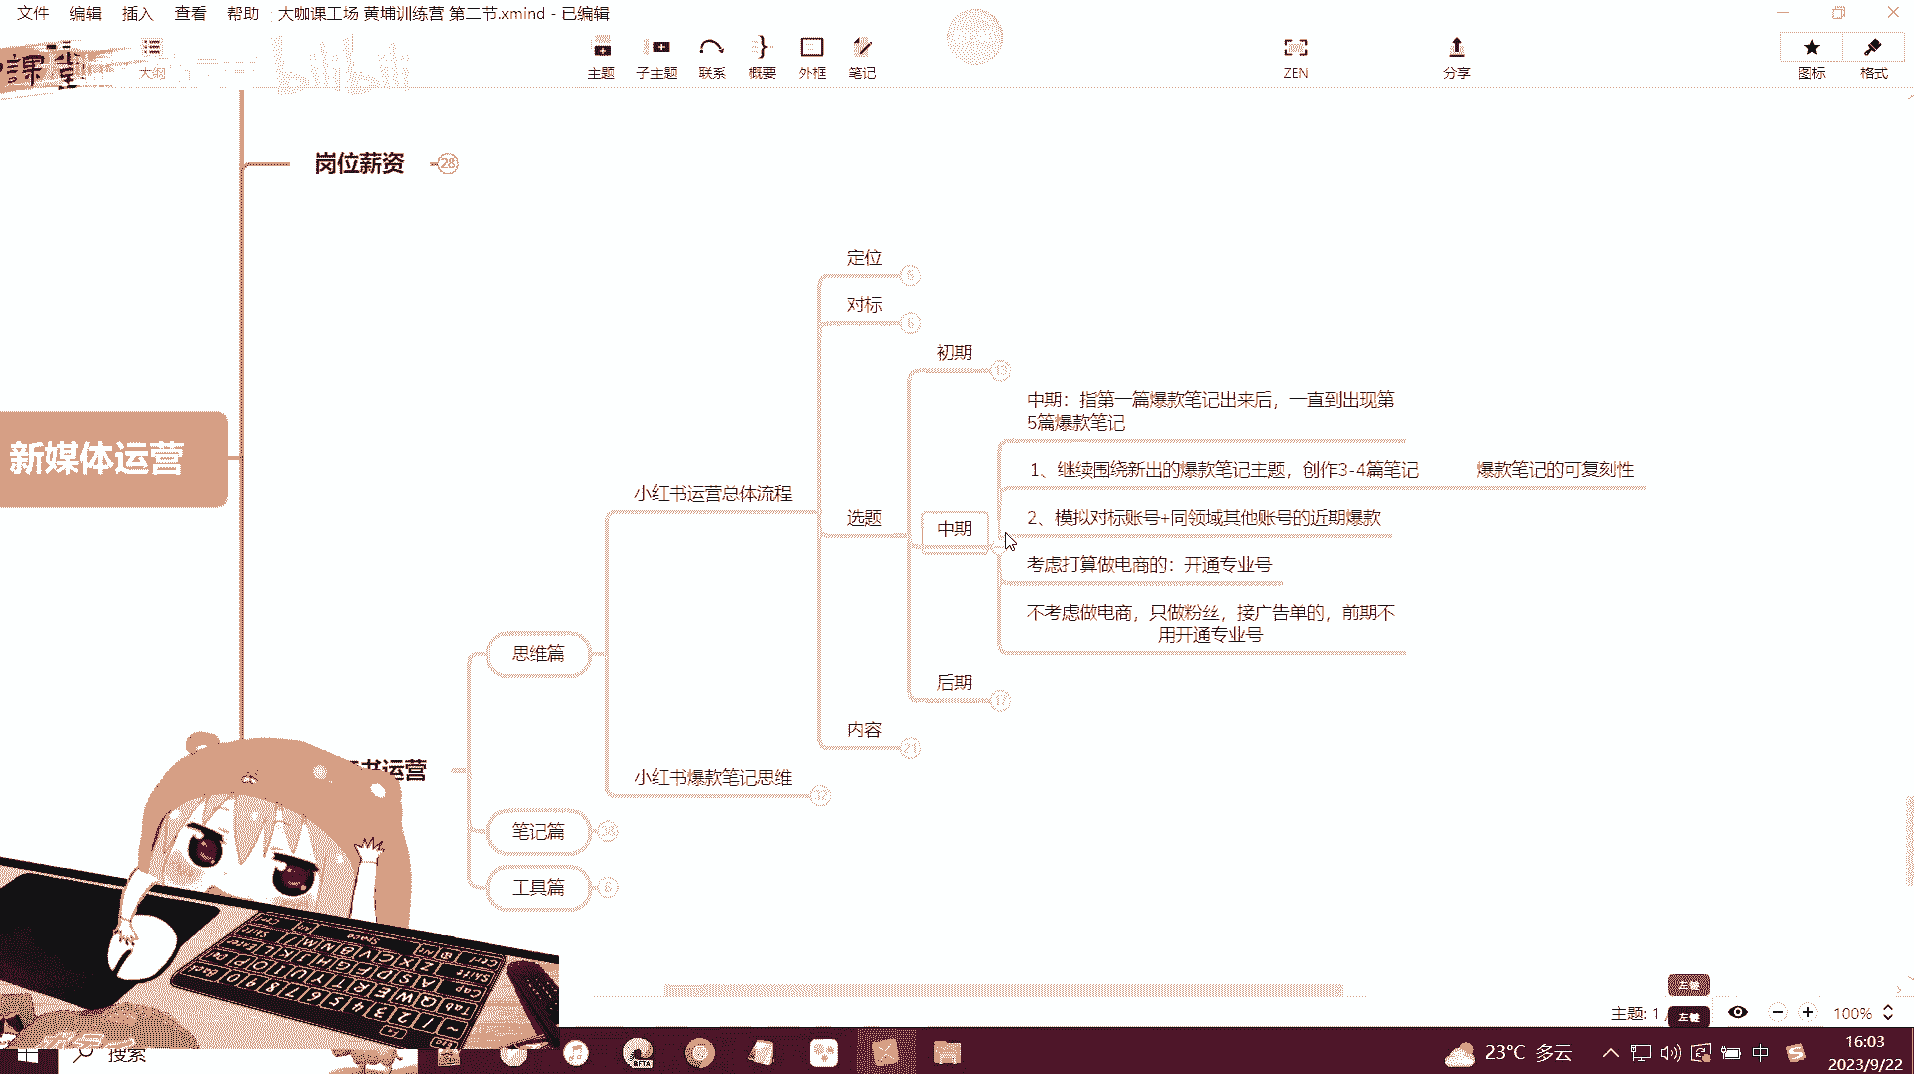 文件 编辑 插入 查看 帮助 大咖课工场 黄埔训练营 第二节.xmind - 已编辑
課堂
大纲
bilibili
主题 子主题 联系 概要 外框 笔记 ZEN 分享 图标 格式
岗位薪资 28
定位 6
对标 6
初期 13
中期：指第一篇爆款笔记出来后，一直到出现第
5篇爆款笔记
1、继续围绕新出的爆款笔记主题，创作3-4篇笔记 爆款笔记的可复刻性
新媒体运营
小红书运营总体流程
选题
中期
2、模拟对标账号+同领域其他账号的近期爆款
考虑打算做电商的：开通专业号
不考虑做电商，只做粉丝，接广告单的，前期不
用开通专业号
思维篇
后期 17
内容 21
书运营
小红书爆款笔记思维 32
笔记篇 38
工具篇 6
左键
主题: 1 /
左键
100%
搜索
BETA
23°C 多云
中
16:03
2023/9/22